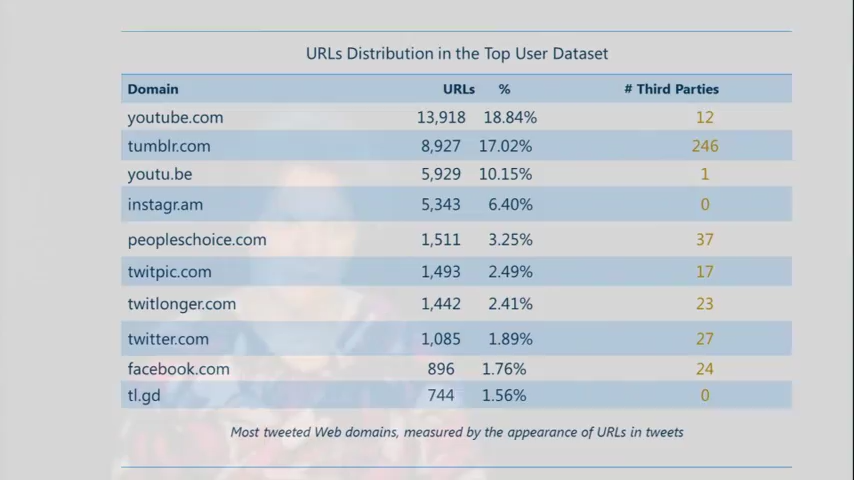 URLs Distribution in the Top User Dataset
Domain URLs % # Third Parties
youtube.com 13,918 18.84% 12
tumblr.com 8,927 17.02% 246
youtu.be 5,929 10.15% 1
instagr.am 5,343 6.40% 0
peopleschoice.com 1,511 3.25% 37
twitpic.com 1,493 2.49% 17
twitlonger.com 1,442 2.41% 23
twitter.com 1,085 1.89% 27
facebook.com 896 1.76% 24
tl.gd 744 1.56% 0
Most tweeted Web domains, measured by the appearance of URLs in tweets